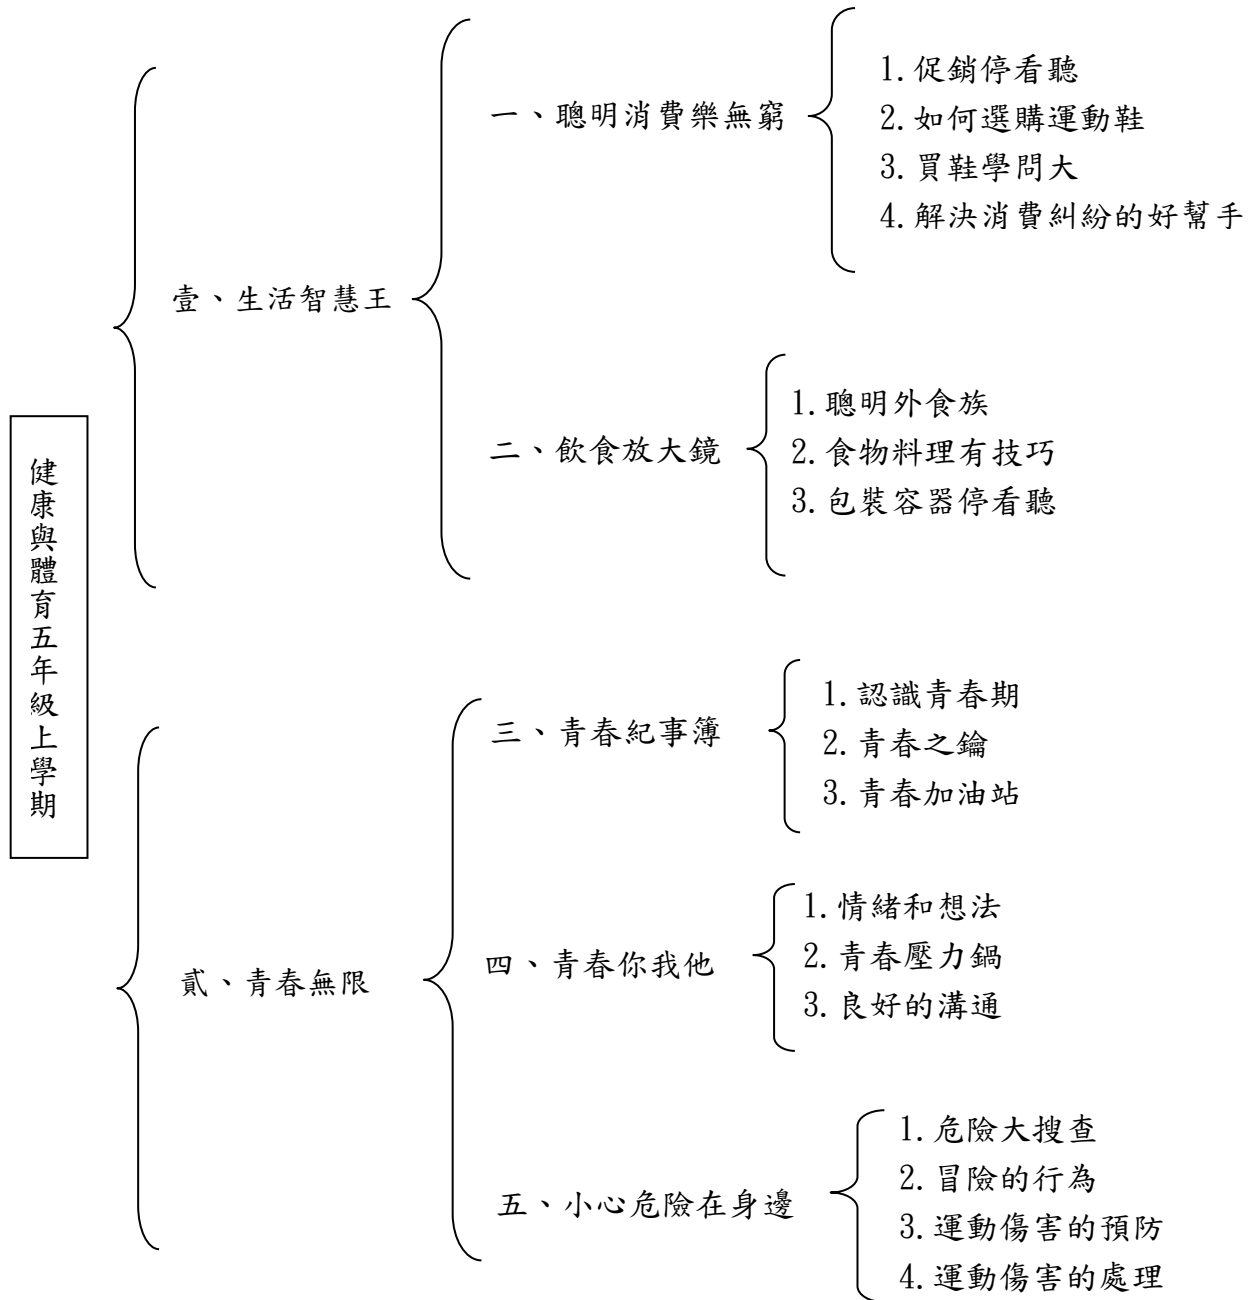 健康與體育五年級上學期
壹、生活智慧王
一、聰明消費樂無窮
1.促銷停看聽
2.如何選購運動鞋
3.買鞋學問大
4.解決消費糾紛的好幫手
二、飲食放大鏡
1.聰明外食族
2.食物料理有技巧
3.包裝容器停看聽
貳、青春無限
三、青春紀事簿
1.認識青春期
2.青春之鑰
3.青春加油站
四、青春你我他
1.情緒和想法
2.青春壓力鍋
3.良好的溝通
五、小心危險在身邊
1.危險大搜查
2.冒險的行為
3.運動傷害的預防
4.運動傷害的處理